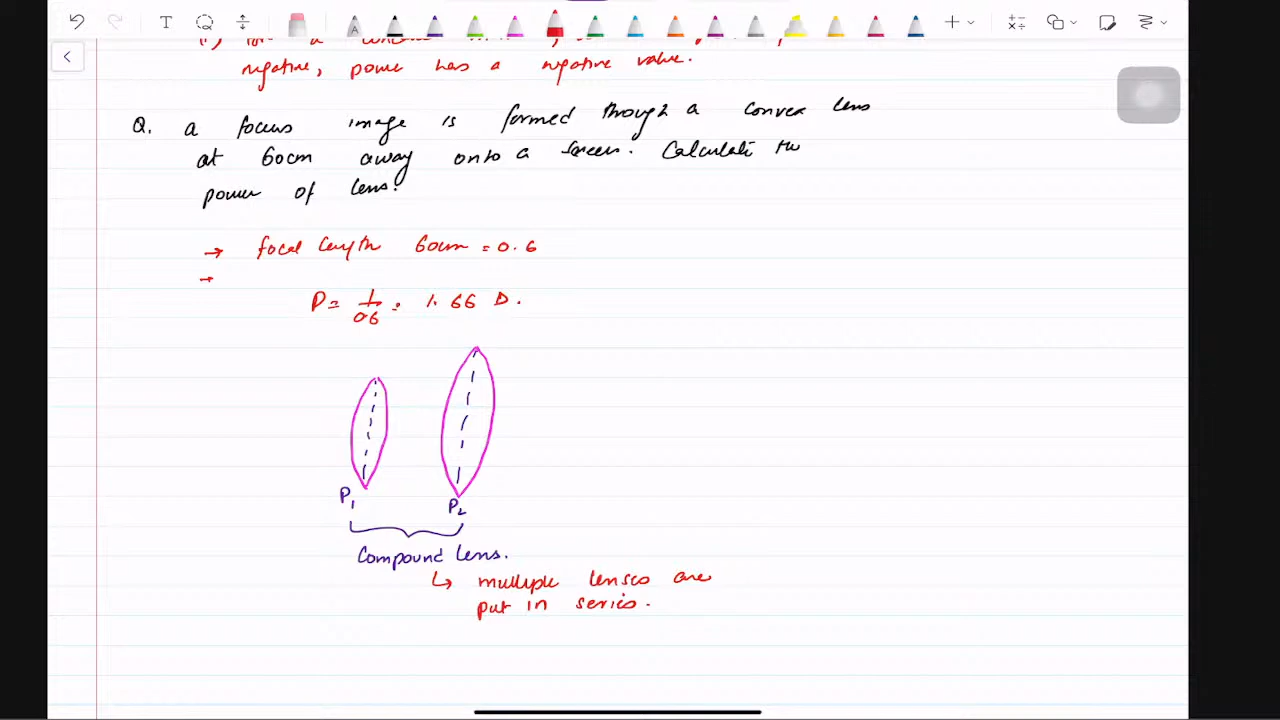 negative, power has a negative value.
Q. a focus image is formed through a convex lens
at 60cm away onto a screen. Calculate the
power of lens.
→ focal length 60cm = 0.6
→
P = 1/06 = 1.66 D.
P1 P2
Compound lens.
↳ multiple lenses are
put in series.